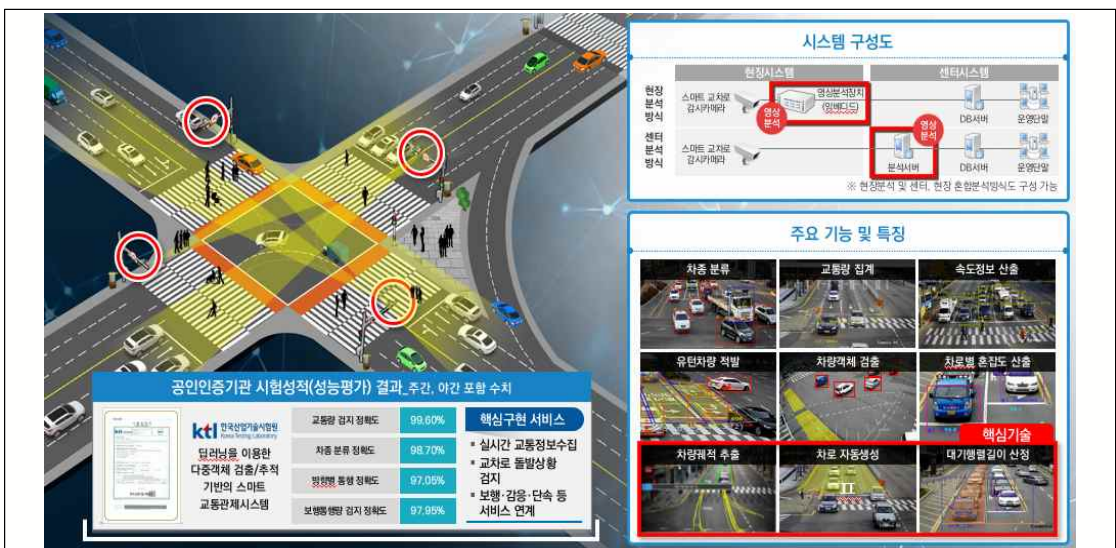 시스템 구성도
현장시스템
센터시스템
현장
분석
방식
스마트 교차로
감시카메라
영상
분석
영상분석장치
(임베디드)
DB서버
운영단말
센터
분석
방식
스마트 교차로
감시카메라
영상
분석
분석서버
DB서버
운영단말
※ 현장분석 및 센터, 현장 혼합분석방식도 구성 가능
주요 기능 및 특징
차종 분류
교통량 집계
속도정보 산출
유턴차량 적발
차량객체 검출
차로별 혼잡도 산출
핵심기술
차량궤적 추출
차로 자동생성
대기행렬길이 산정
공인인증기관 시험성적(성능평가) 결과_주간, 야간 포함 수치
ktl 한국산업기술시험원
Korea Testing Laboratory
딥러닝을 이용한
다중객체 검출/추적
기반의 스마트
교통관제시스템
교통량 검지 정확도 99.60%
차종 분류 정확도 98.70%
방향별 통행 정확도 97.05%
보행통행량 검지 정확도 97.95%
핵심구현 서비스
▪ 실시간 교통정보수집
▪ 교차로 돌발상황
검지
▪ 보행·감응·단속 등
서비스 연계